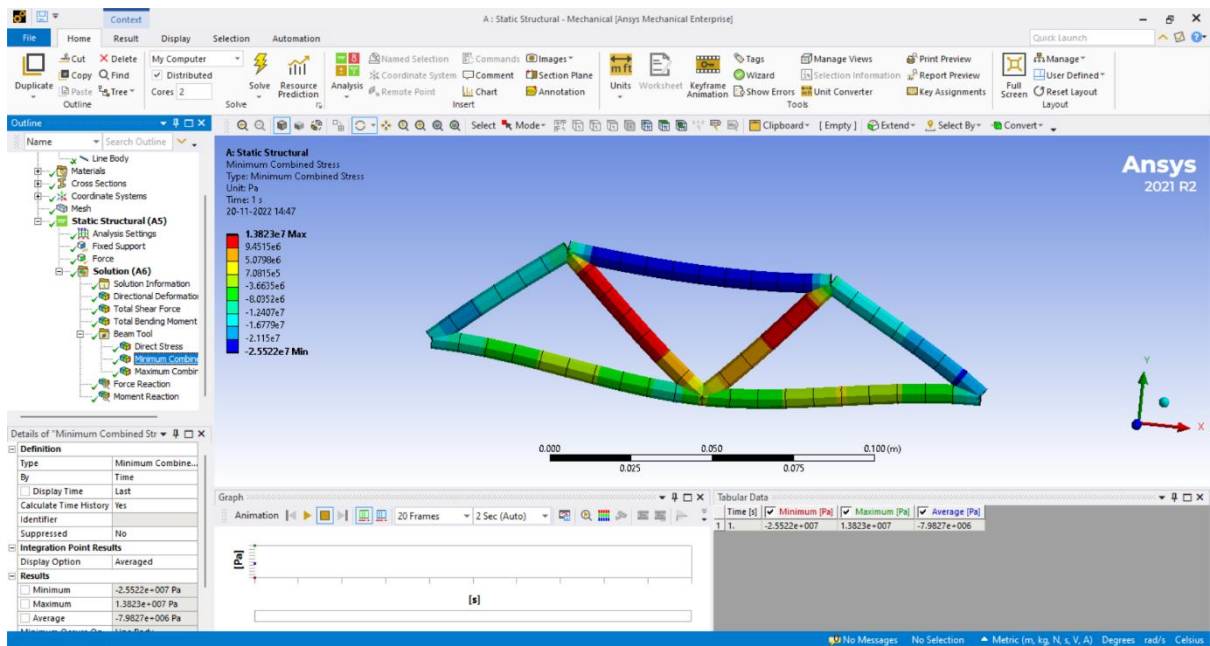 Context
A : Static Structural - Mechanical [Ansys Mechanical Enterprise]
File Home Result Display Selection Automation
Quick Launch
Duplicate
Cut
Copy
Paste
Delete
Find
Tree
Outline
My Computer
Distributed
Cores 2
Solve
Resource Prediction
Solve
Analysis
Named Selection
Coordinate System
Remote Point
Commands
Comment
Chart
Images
Section Plane
Annotation
Insert
Units
Worksheet
Keyframe Animation
Tags
Wizard
Show Errors
Manage Views
Selection Information
Unit Converter
Print Preview
Report Preview
Key Assignments
Tools
Full Screen
Manage
User Defined
Reset Layout
Layout
Outline
Select Mode Clipboard [ Empty ] Extend Select By Convert
Name Search Outline
Line Body
Materials
Cross Sections
Coordinate Systems
Mesh
Static Structural (A5)
Analysis Settings
Fixed Support
Force
Solution (A6)
Solution Information
Directional Deformation
Total Shear Force
Total Bending Moment
Beam Tool
Direct Stress
Minimum Combine
Maximum Combir
Force Reaction
Moment Reaction
A: Static Structural
Minimum Combined Stress
Type: Minimum Combined Stress
Unit: Pa
Time: 1 s
20-11-2022 14:47
1.3823e7 Max
9.4515e6
5.0798e6
7.0815e5
-3.6635e6
-8.0352e6
-1.2407e7
-1.6779e7
-2.115e7
-2.5522e7 Min
Ansys
2021 R2
Y
X
0.000 0.050 0.100 (m)
0.025 0.075
Details of "Minimum Combined Str
Definition
Type Minimum Combine...
By Time
Display Time Last
Calculate Time History Yes
Identifier
Suppressed No
Integration Point Results
Display Option Averaged
Results
Minimum -2.5522e+007 Pa
Maximum 1.3823e+007 Pa
Average -7.9827e+006 Pa
Graph
Animation 20 Frames 2 Sec (Auto)
[Pa]
[s]
Tabular Data
Time [s] Minimum [Pa] Maximum [Pa] Average [Pa]
1 1. -2.5522e+007 1.3823e+007 -7.9827e+006
No Messages No Selection Metric (m, kg, N, s, V, A) Degrees rad/s Celsius